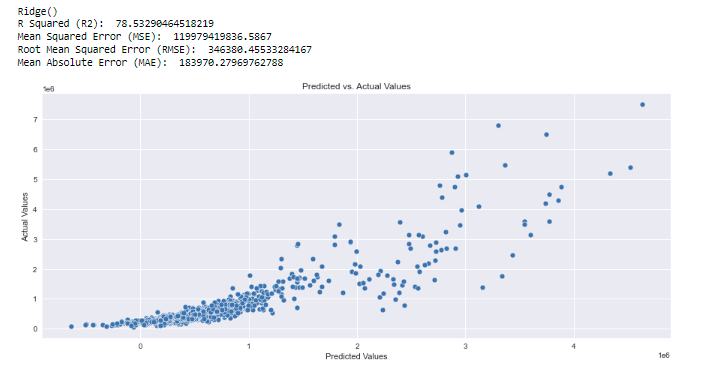 Ridge()
R Squared (R2):  78.53290464518219
Mean Squared Error (MSE):  119979419836.5867
Root Mean Squared Error (RMSE):  346380.45533284167
Mean Absolute Error (MAE):  183970.27969762788
Predicted vs. Actual Values
1e6
7
6
5
4
3
2
1
0
Actual Values
0 1 2 3 4
Predicted Values
1e6